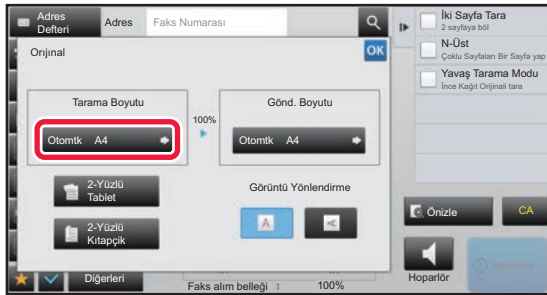 Adres
Defteri
Adres
Faks Numarası
Orijinal
OK
Tarama Boyutu
Otomtk A4
100%
Gönd. Boyutu
Otomtk A4
2-Yüzlü
Tablet
2-Yüzlü
Kıtapçik
Görüntü Yönlendirme
A
A
Diğerleri
Faks alım belleği : 100%
İki Sayfa Tara
2 sayfaya böl
N-Üst
Çoklu Sayfaları Bir Sayfa yap
Yavaş Tarama Modu
İnce Kağıt Orijinali tara
Önizle
CA
Hoparlör